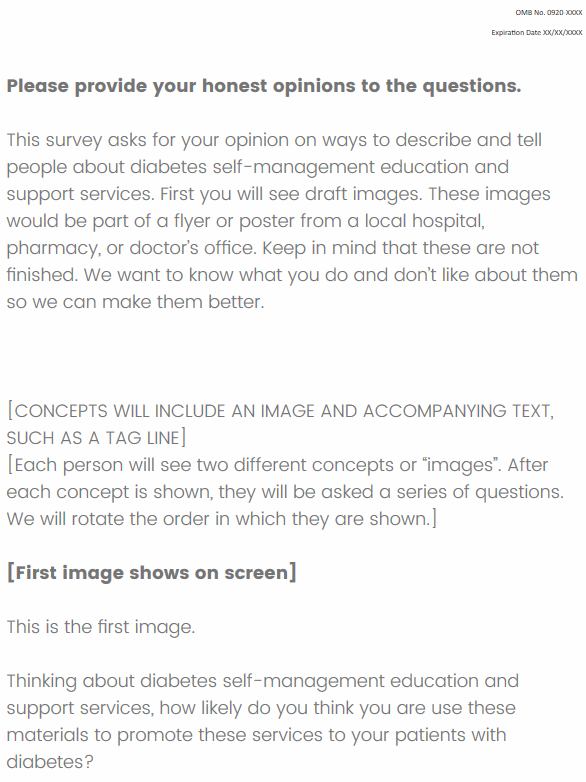 OMB No. 0920 XXXX
Expiration Date XX/XX/XXXX
Please provide your honest opinions to the questions.
This survey asks for your opinion on ways to describe and tell
people about diabetes self-management education and
support services. First you will see draft images. These images
would be part of a flyer or poster from a local hospital,
pharmacy, or doctor's office. Keep in mind that these are not
finished. We want to know what you do and don't like about them
so we can make them better.
[CONCEPTS WILL INCLUDE AN IMAGE AND ACCOMPANYING TEXT,
SUCH AS A TAG LINE]
[Each person will see two different concepts or “images”. After
each concept is shown, they will be asked a series of questions.
We will rotate the order in which they are shown.]
[First image shows on screen]
This is the first image.
Thinking about diabetes self-management education and
support services, how likely do you think you are use these
materials to promote these services to your patients with
diabetes?